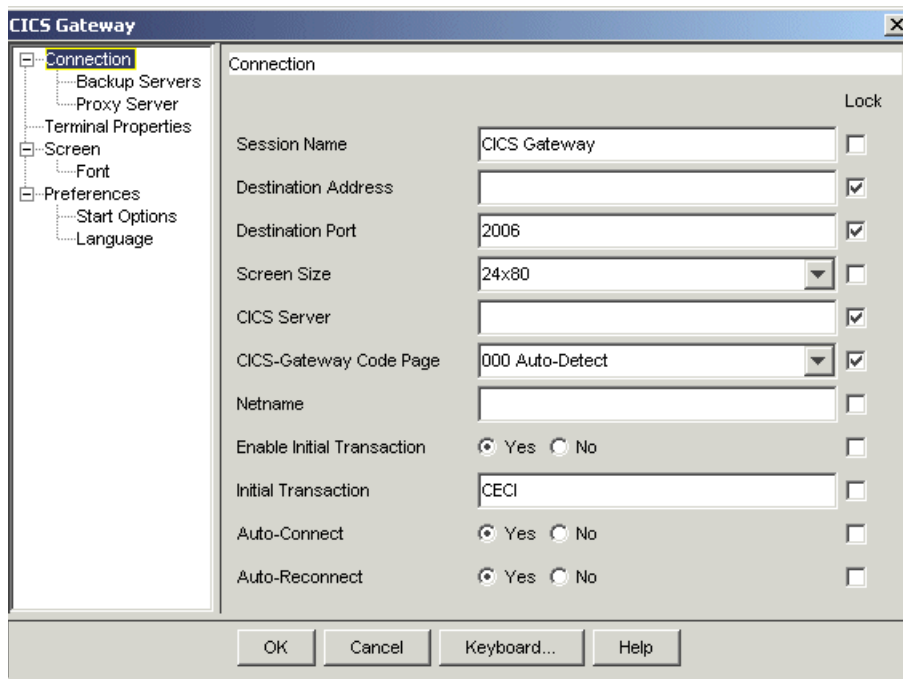 CICS Gateway
Connection
Backup Servers
Proxy Server
Terminal Properties
Screen
Font
Preferences
Start Options
Language
Connection
Lock
Session Name CICS Gateway
Destination Address
Destination Port 2006
Screen Size 24x80
CICS Server
CICS-Gateway Code Page 000 Auto-Detect
Netname
Enable Initial Transaction Yes No
Initial Transaction CECI
Auto-Connect Yes No
Auto-Reconnect Yes No
OK Cancel Keyboard... Help